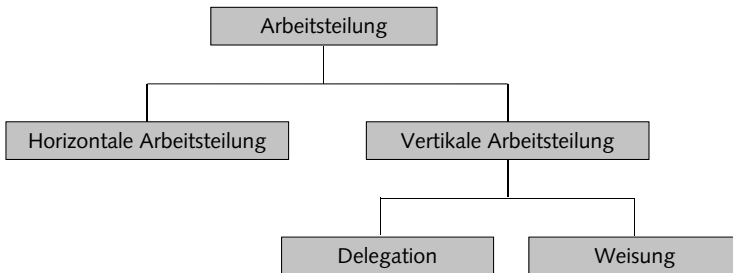 Arbeitsteilung
Horizontale Arbeitsteilung
Vertikale Arbeitsteilung
Delegation
Weisung